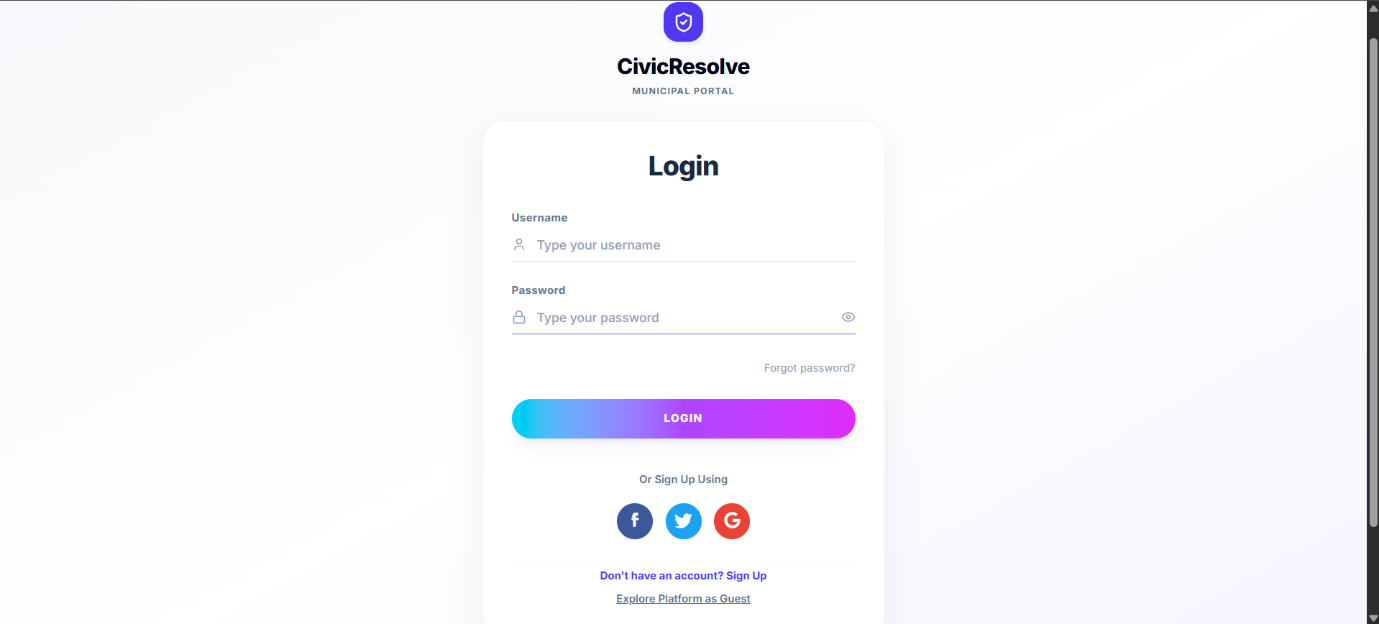 CivicResolve
MUNICIPAL PORTAL
Login
Username
Type your username
Password
Type your password
Forgot password?
LOGIN
Or Sign Up Using
Don't have an account? Sign Up
Explore Platform as Guest